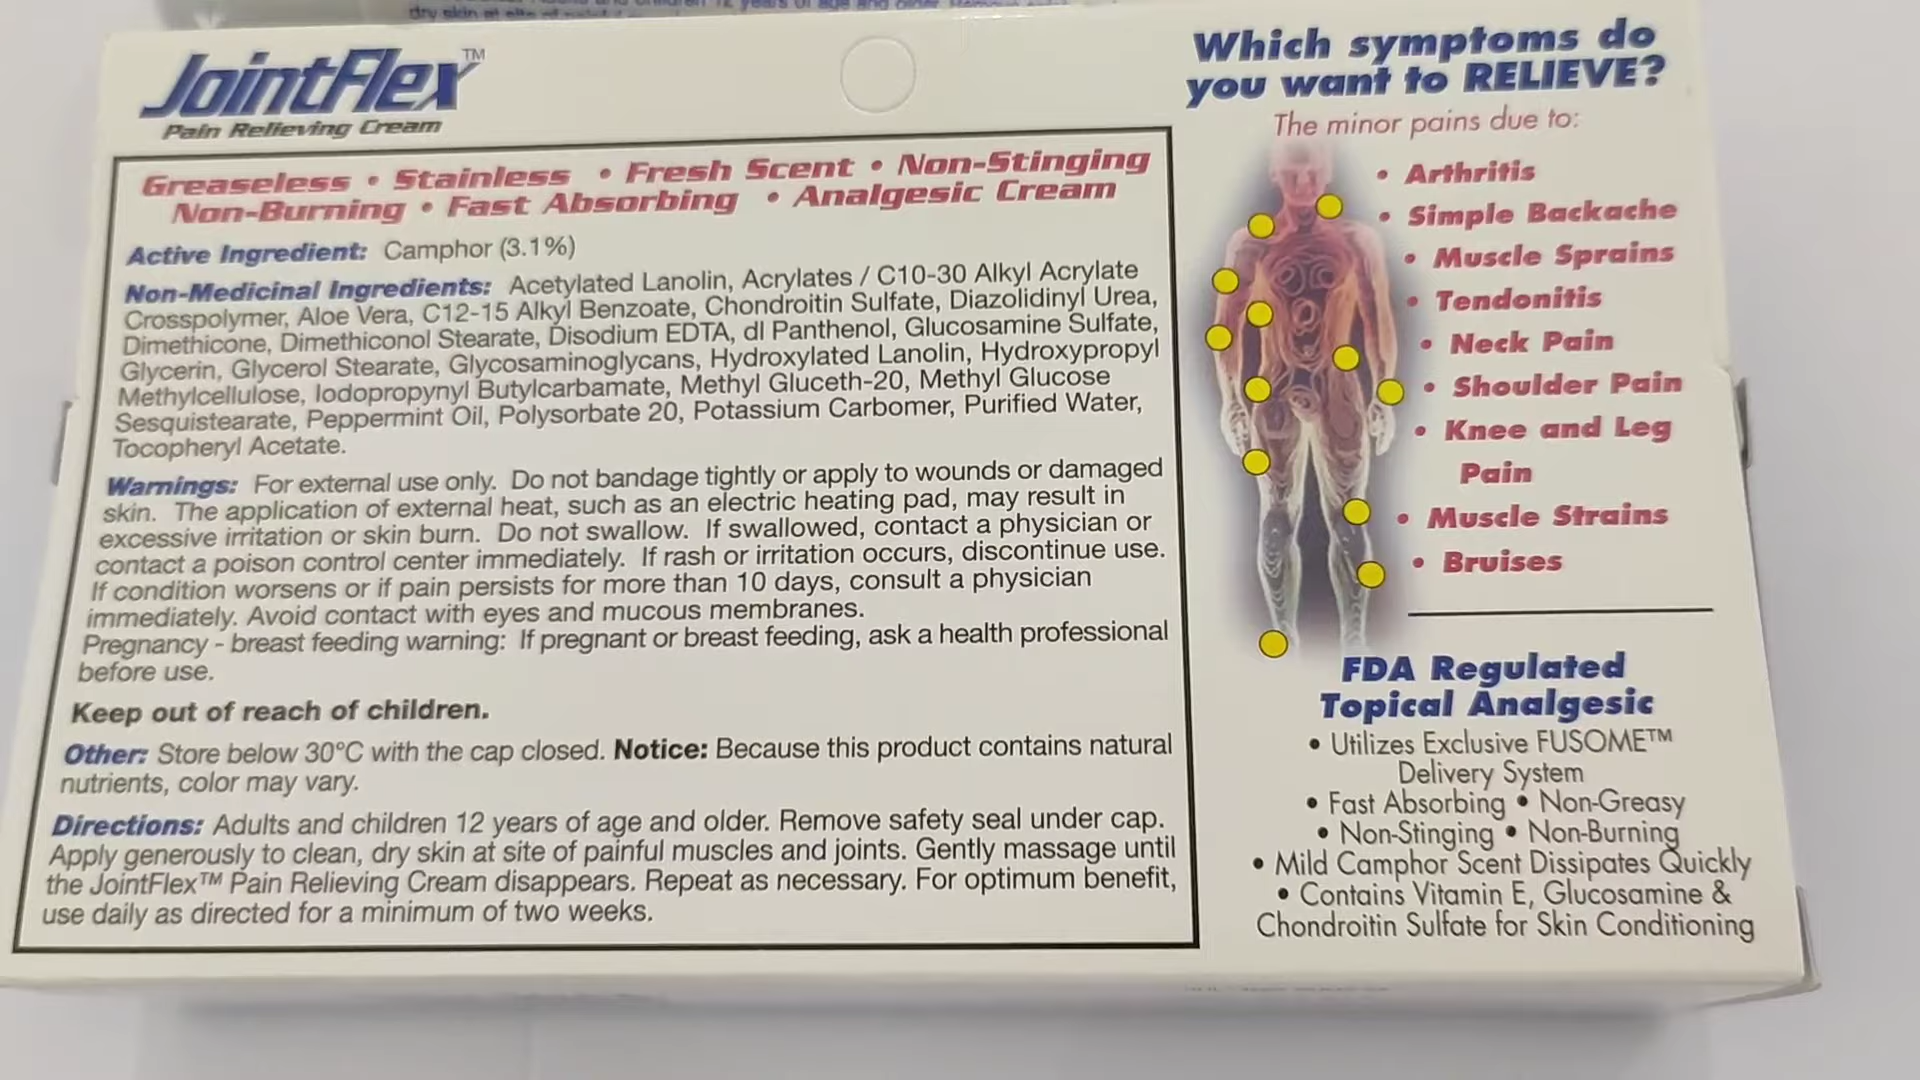 dry skin at site of painful
12 years of age and older.
JointFlex™
Pain Relieving Cream
Greaseless • Stainless • Fresh Scent • Non-Stinging
Non-Burning • Fast Absorbing • Analgesic Cream
Active Ingredient: Camphor (3.1%)
Non-Medicinal Ingredients: Acetylated Lanolin, Acrylates / C10-30 Alkyl Acrylate
Crosspolymer, Aloe Vera, C12-15 Alkyl Benzoate, Chondroitin Sulfate, Diazolidinyl Urea,
Dimethicone, Dimethiconol Stearate, Disodium EDTA, dl Panthenol, Glucosamine Sulfate,
Glycerin, Glycerol Stearate, Glycosaminoglycans, Hydroxylated Lanolin, Hydroxypropyl
Methylcellulose, Iodopropynyl Butylcarbamate, Methyl Gluceth-20, Methyl Glucose
Sesquistearate, Peppermint Oil, Polysorbate 20, Potassium Carbomer, Purified Water,
Tocopheryl Acetate.
Warnings: For external use only. Do not bandage tightly or apply to wounds or damaged
skin. The application of external heat, such as an electric heating pad, may result in
excessive irritation or skin burn. Do not swallow. If swallowed, contact a physician or
contact a poison control center immediately. If rash or irritation occurs, discontinue use.
If condition worsens or if pain persists for more than 10 days, consult a physician
immediately. Avoid contact with eyes and mucous membranes.
Pregnancy - breast feeding warning: If pregnant or breast feeding, ask a health professional
before use.
Keep out of reach of children.
Other: Store below 30°C with the cap closed. Notice: Because this product contains natural
nutrients, color may vary.
Directions: Adults and children 12 years of age and older. Remove safety seal under cap.
Apply generously to clean, dry skin at site of painful muscles and joints. Gently massage until
the JointFlex™ Pain Relieving Cream disappears. Repeat as necessary. For optimum benefit,
use daily as directed for a minimum of two weeks.
Which symptoms do
you want to RELIEVE?
The minor pains due to:
• Arthritis
• Simple Backache
• Muscle Sprains
• Tendonitis
• Neck Pain
• Shoulder Pain
• Knee and Leg
Pain
• Muscle Strains
• Bruises
FDA Regulated
Topical Analgesic
• Utilizes Exclusive FUSOME™
Delivery System
• Fast Absorbing • Non-Greasy
• Non-Stinging • Non-Burning
• Mild Camphor Scent Dissipates Quickly
• Contains Vitamin E, Glucosamine &
Chondroitin Sulfate for Skin Conditioning